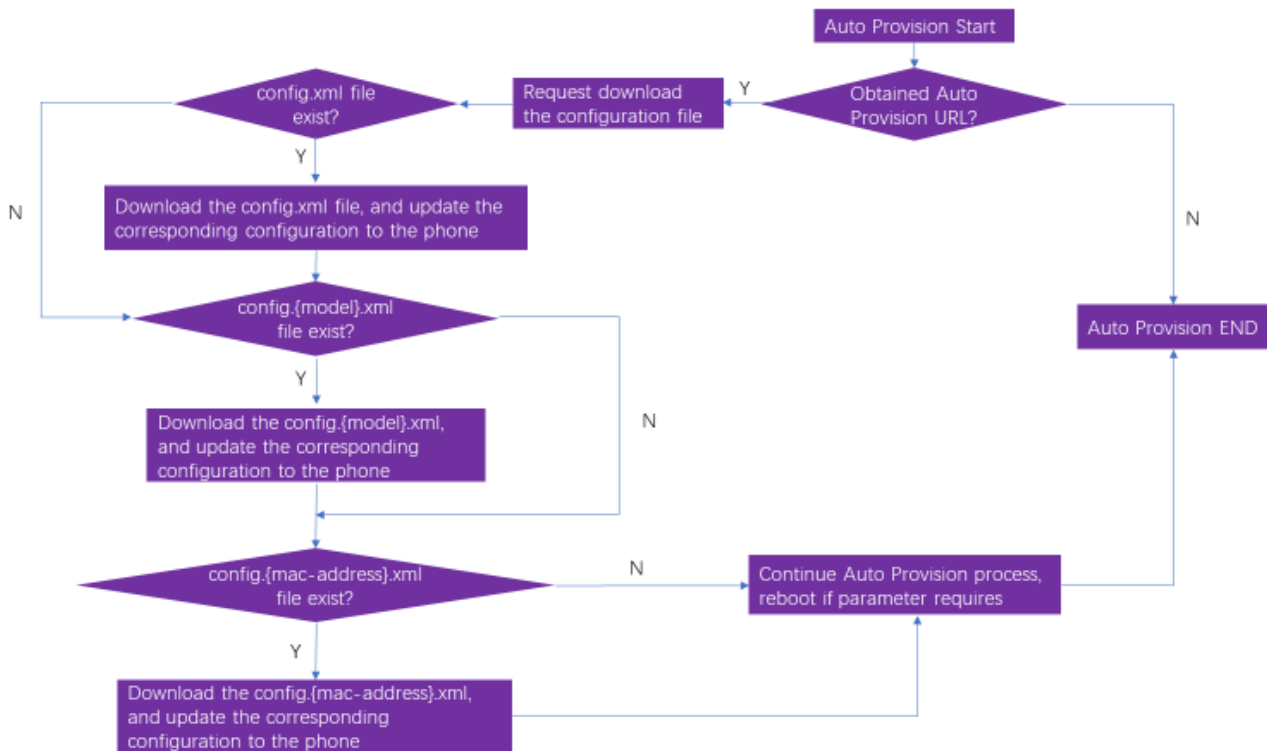 Auto Provision Start
Obtained Auto
Provision URL?
Y
Request download
the configuration file
config.xml file
exist?
Y
N
Download the config.xml file, and update the
corresponding configuration to the phone
N
config.{model}.xml
file exist?
Auto Provision END
Y
N
Download the config.{model}.xml,
and update the corresponding
configuration to the phone
config.{mac-address}.xml
file exist?
N
Continue Auto Provision process,
reboot if parameter requires
Y
Download the config.{mac-address}.xml,
and update the corresponding
configuration to the phone